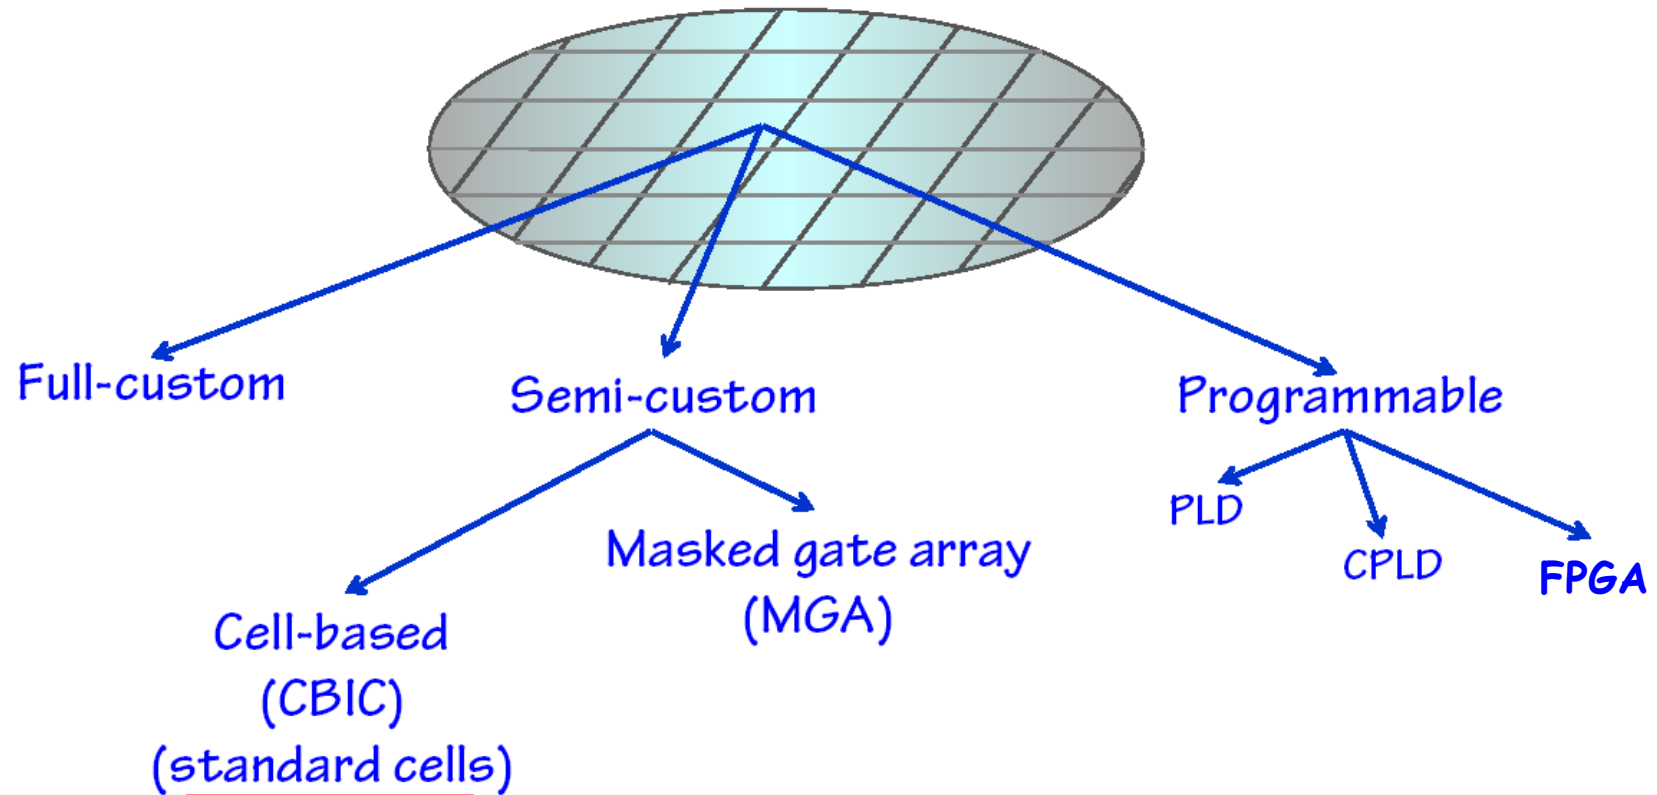 Full-custom
Semi-custom
Programmable
PLD
CPLD
FPGA
Masked gate array
(MGA)
Cell-based
(CBIC)
(standard cells)